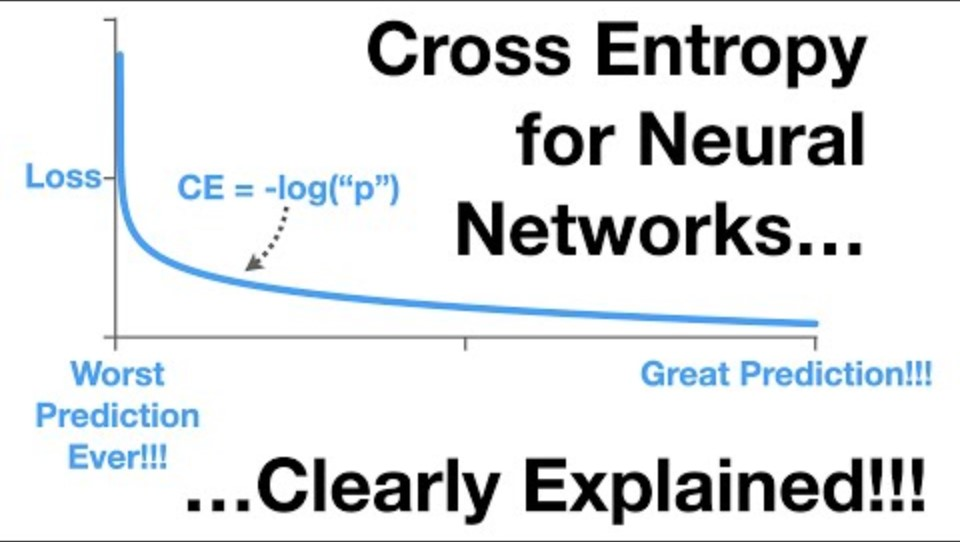 Cross Entropy
for Neural
Networks…
Loss
CE = -log(“p”)
Worst
Prediction
Ever!!!
Great Prediction!!!
…Clearly Explained!!!